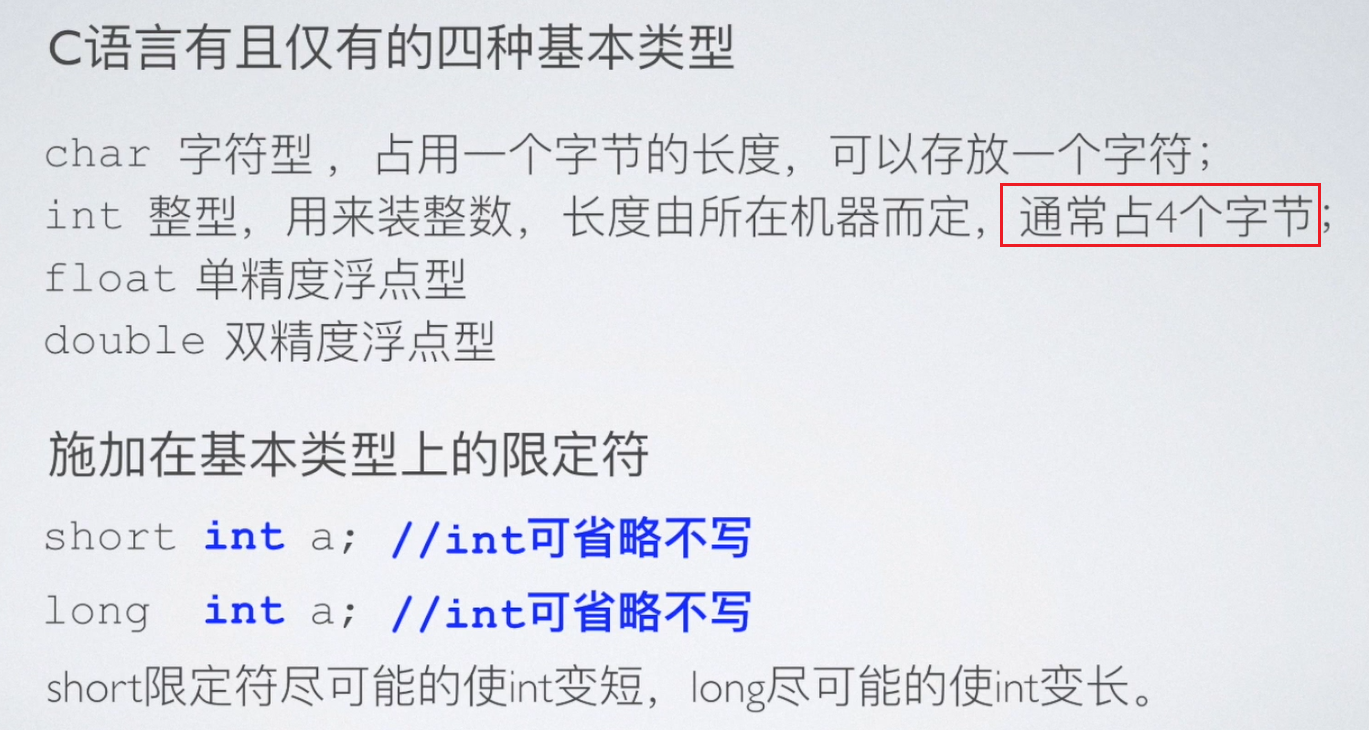 C语言有且仅有的四种基本类型
char 字符型，占用一个字节的长度，可以存放一个字符；
int 整型，用来装整数，长度由所在机器而定，通常占4个字节；
float 单精度浮点型
double 双精度浮点型
施加在基本类型上的限定符
short int a; //int可省略不写
long int a; //int可省略不写
short限定符尽可能的使int变短，long尽可能的使int变长。